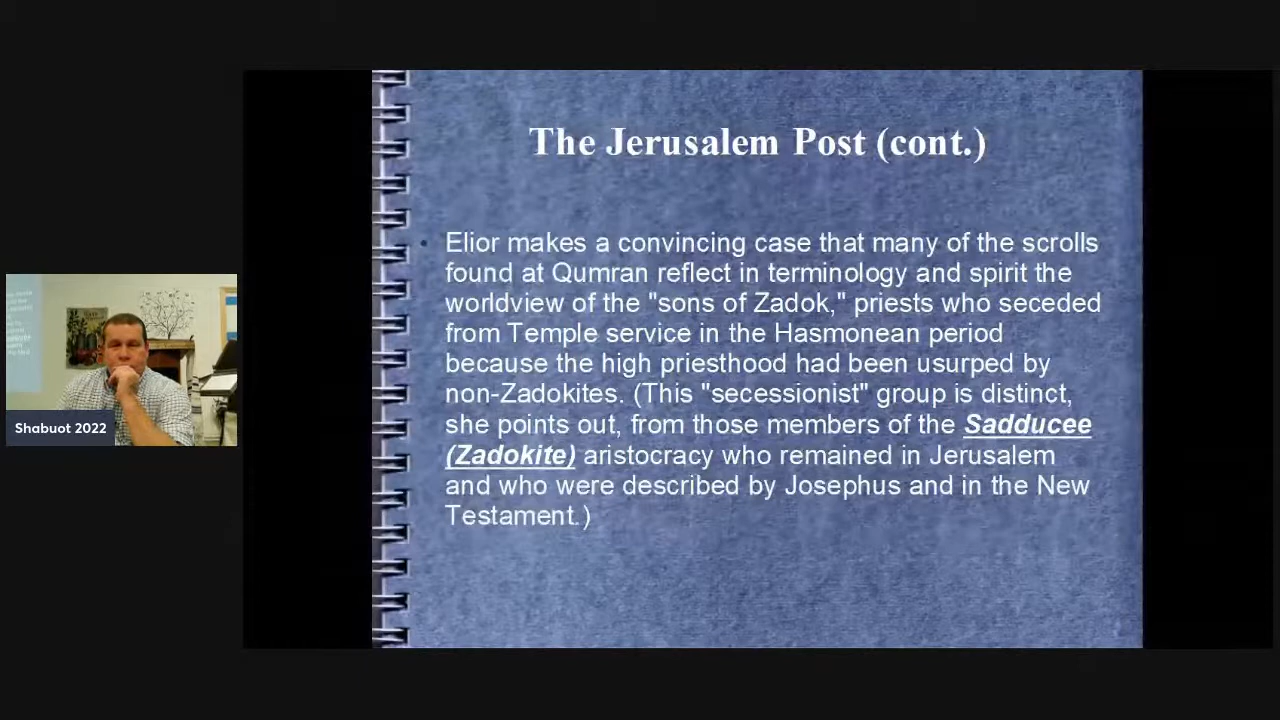 The Jerusalem Post (cont.)
• Elior makes a convincing case that many of the scrolls
found at Qumran reflect in terminology and spirit the
worldview of the "sons of Zadok," priests who seceded
from Temple service in the Hasmonean period
because the high priesthood had been usurped by
non-Zadokites. (This "secessionist" group is distinct,
she points out, from those members of the Sadducee
(Zadokite) aristocracy who remained in Jerusalem
and who were described by Josephus and in the New
Testament.)
Shabuot 2022